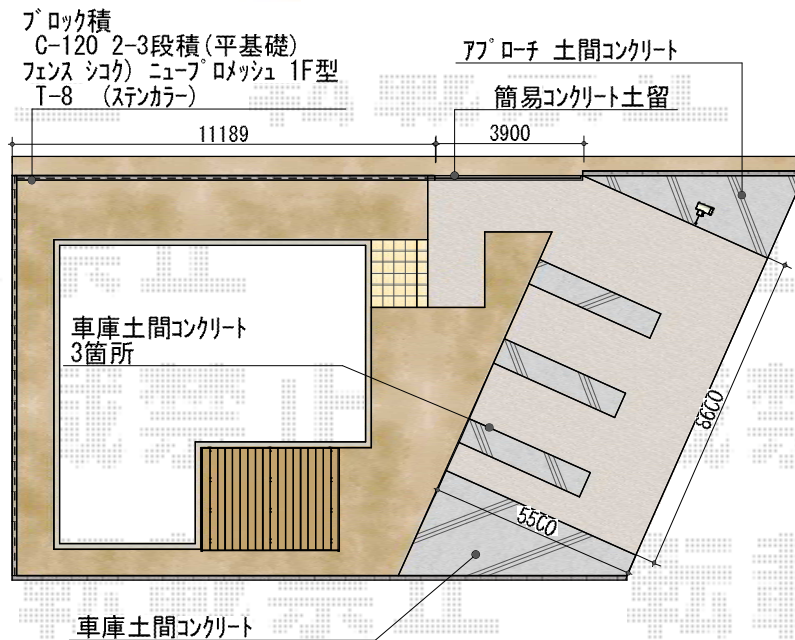 ブロック積
C-120 2-3段積(平基礎)
フェンス シコク) ニュープロメッシュ 1F型
T-8 (ステンカラー)
アプローチ 土間コンクリート
簡易コンクリート土留
11189
3900
車庫土間コンクリート
3箇所
5500
車庫土間コンクリート